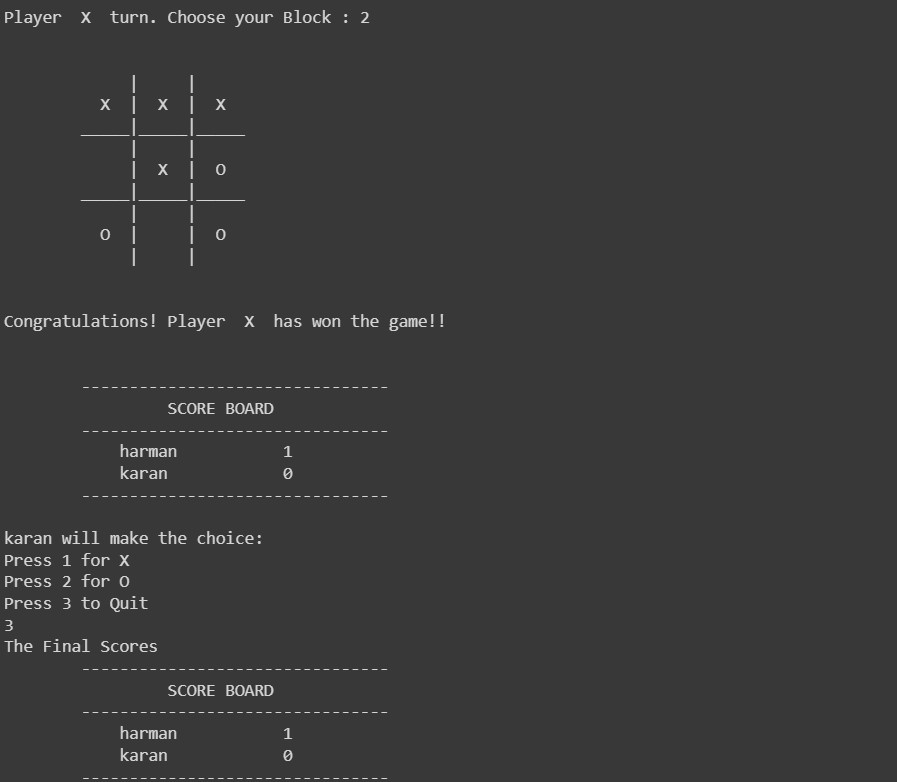 Player  X  turn. Choose your Block : 2
             |     |
          X  |  X  |  X
        _____|_____|_____
             |     |
             |  X  |  O
        _____|_____|_____
             |     |
          O  |     |  O
             |     |
Congratulations! Player  X  has won the game!!
        --------------------------------
                 SCORE BOARD
        --------------------------------
            harman           1
            karan            0
        --------------------------------
karan will make the choice:
Press 1 for X
Press 2 for O
Press 3 to Quit
3
The Final Scores
        --------------------------------
                 SCORE BOARD
        --------------------------------
            harman           1
            karan            0
        --------------------------------